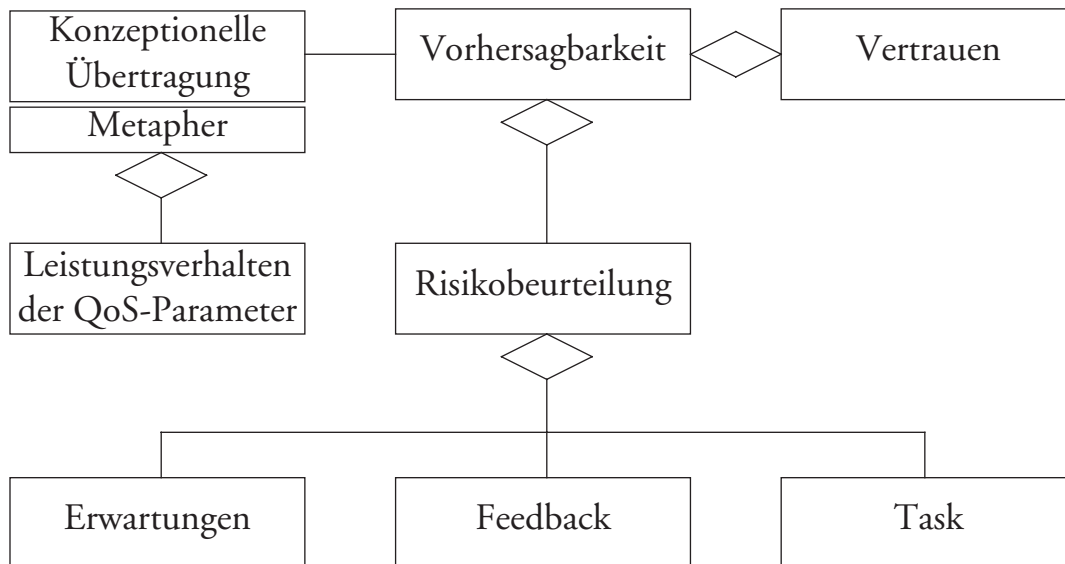 Konzeptionelle
Übertragung
Metapher
Vorhersagbarkeit
Vertrauen
Leistungsverhalten
der QoS-Parameter
Risikobeurteilung
Erwartungen
Feedback
Task